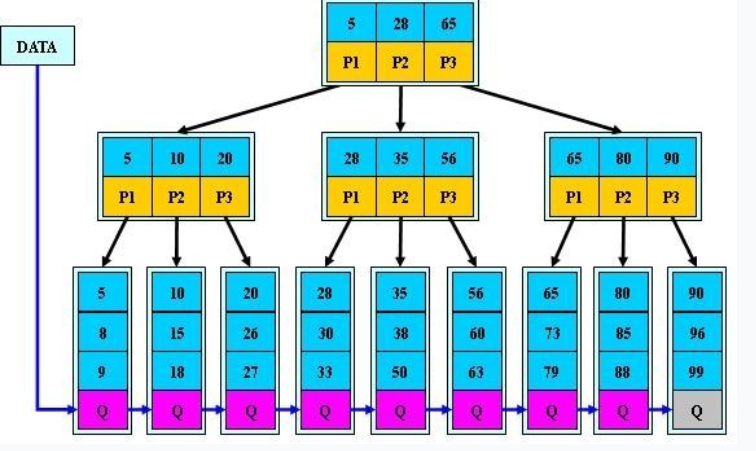 5 28 65
DATA
P1 P2 P3
5 10 20 28 35 56 65 80 90
P1 P2 P3 P1 P2 P3 P1 P2 P3
5 10 20 28 35 56 65 80 90
8 15 26 30 38 60 73 85 96
9 18 27 33 50 63 79 88 99
Q Q Q Q Q Q Q Q Q